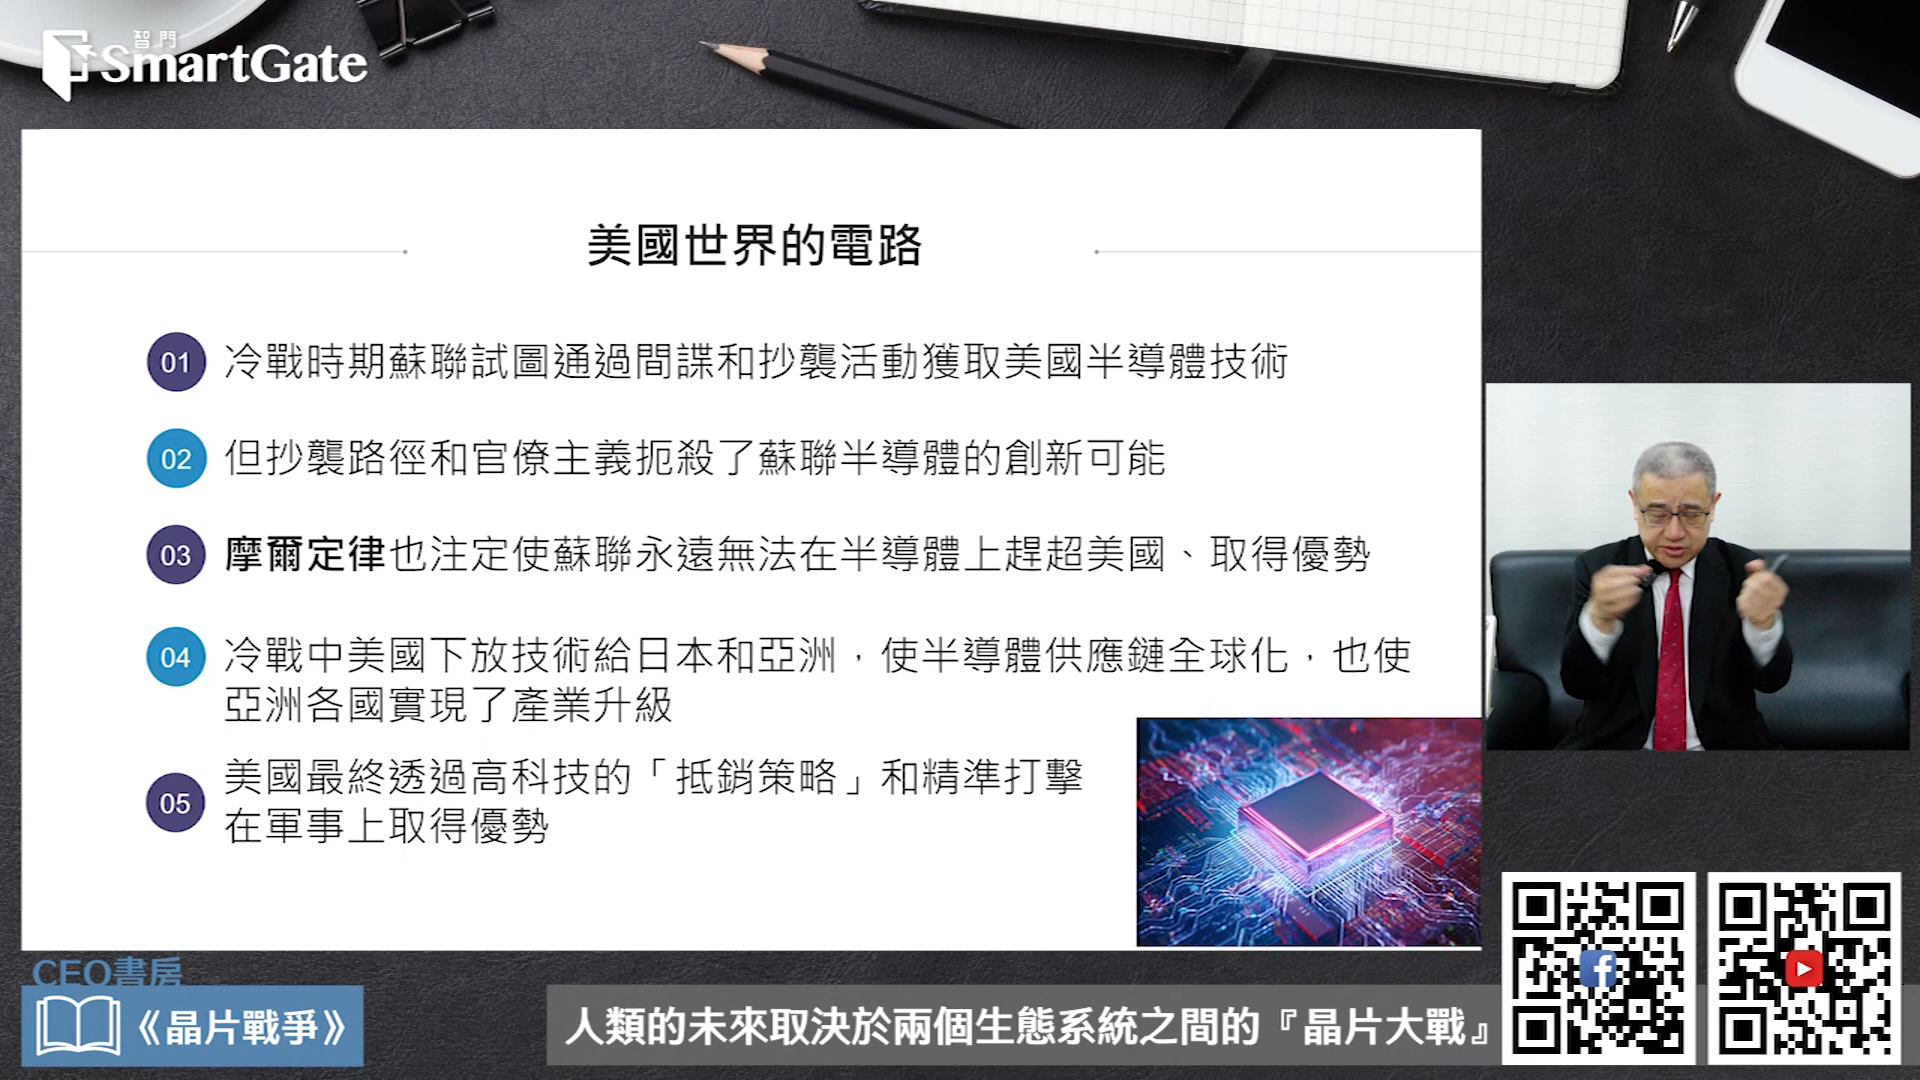 智門
SmartGate
美國世界的電路
01 冷戰時期蘇聯試圖通過間諜和抄襲活動獲取美國半導體技術
02 但抄襲路徑和官僚主義扼殺了蘇聯半導體的創新可能
03 摩爾定律也注定使蘇聯永遠無法在半導體上趕超美國、取得優勢
04 冷戰中美國下放技術給日本和亞洲，使半導體供應鏈全球化，也使
亞洲各國實現了產業升級
05 美國最終透過高科技的「抵銷策略」和精準打擊
在軍事上取得優勢
CEO書房
《晶片戰爭》
人類的未來取決於兩個生態系統之間的『晶片大戰』